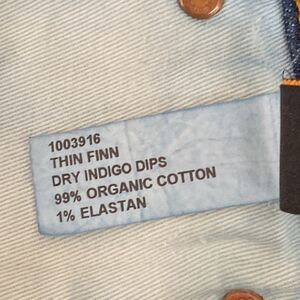 1003916
THIN FINN
DRY INDIGO DIPS
99% ORGANIC COTTON
1% ELASTAN